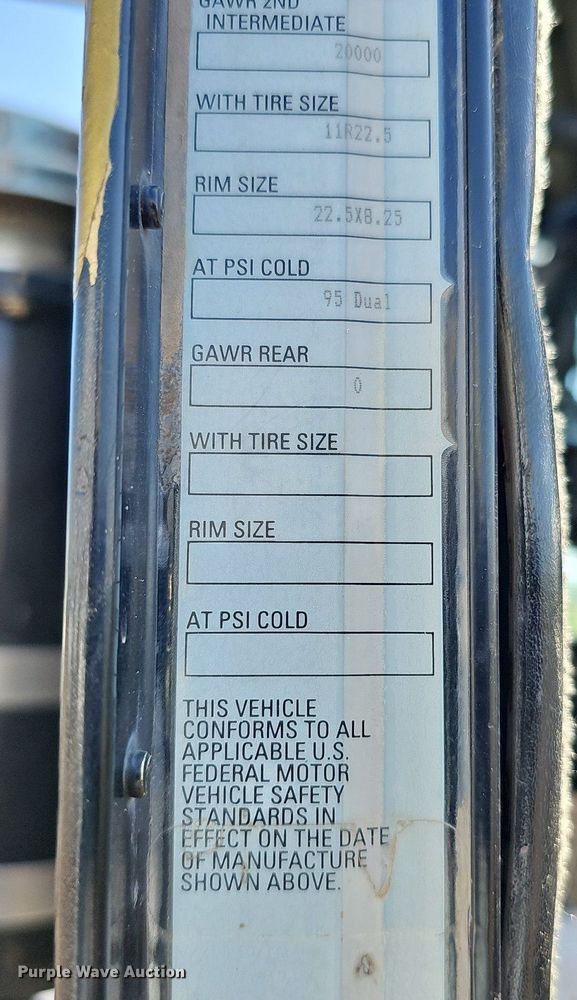 GAWR 2ND
INTERMEDIATE
20000
WITH TIRE SIZE
11R22.5
RIM SIZE
22.5X8.25
AT PSI COLD
95 Dual
GAWR REAR
0
WITH TIRE SIZE
RIM SIZE
AT PSI COLD
THIS VEHICLE
CONFORMS TO ALL
APPLICABLE U.S.
FEDERAL MOTOR
VEHICLE SAFETY
STANDARDS IN
EFFECT ON THE DATE
OF MANUFACTURE
SHOWN ABOVE.
Purple Wave Auction